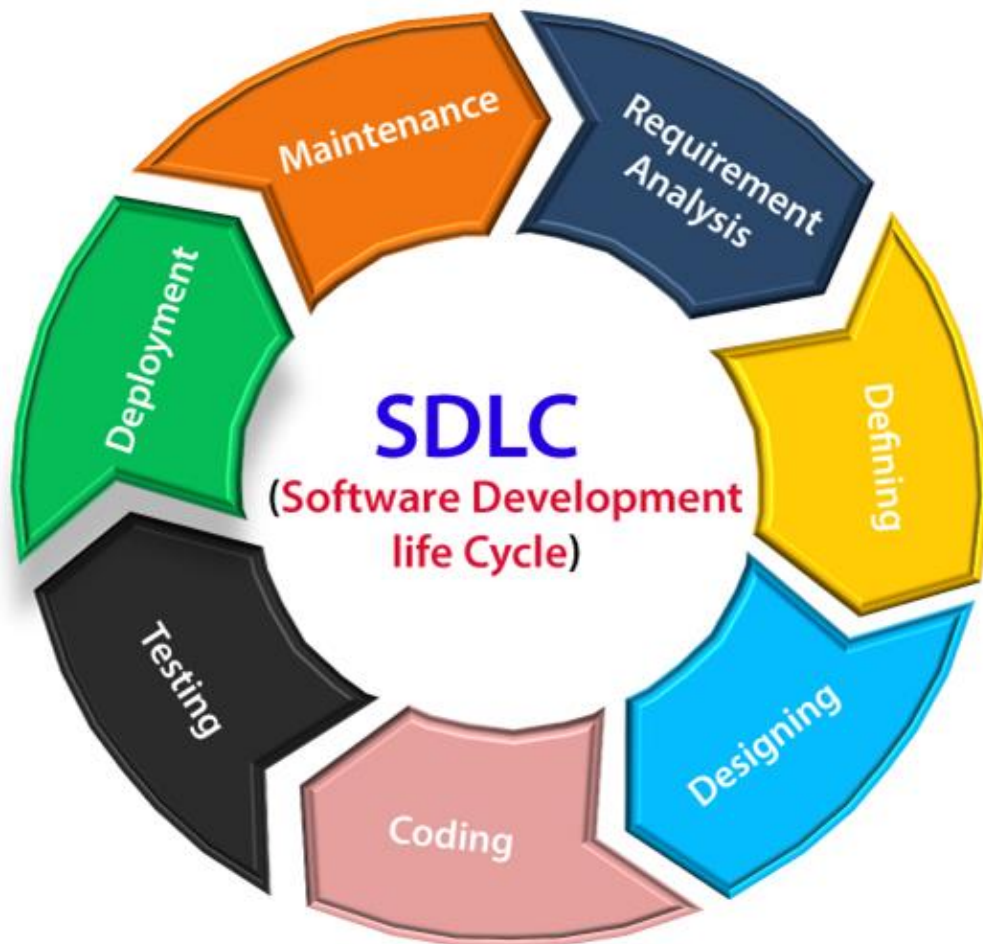 Maintenance
Requirement
Analysis
Deployment
Defining
SDLC
(Software Development
life Cycle)
Testing
Designing
Coding